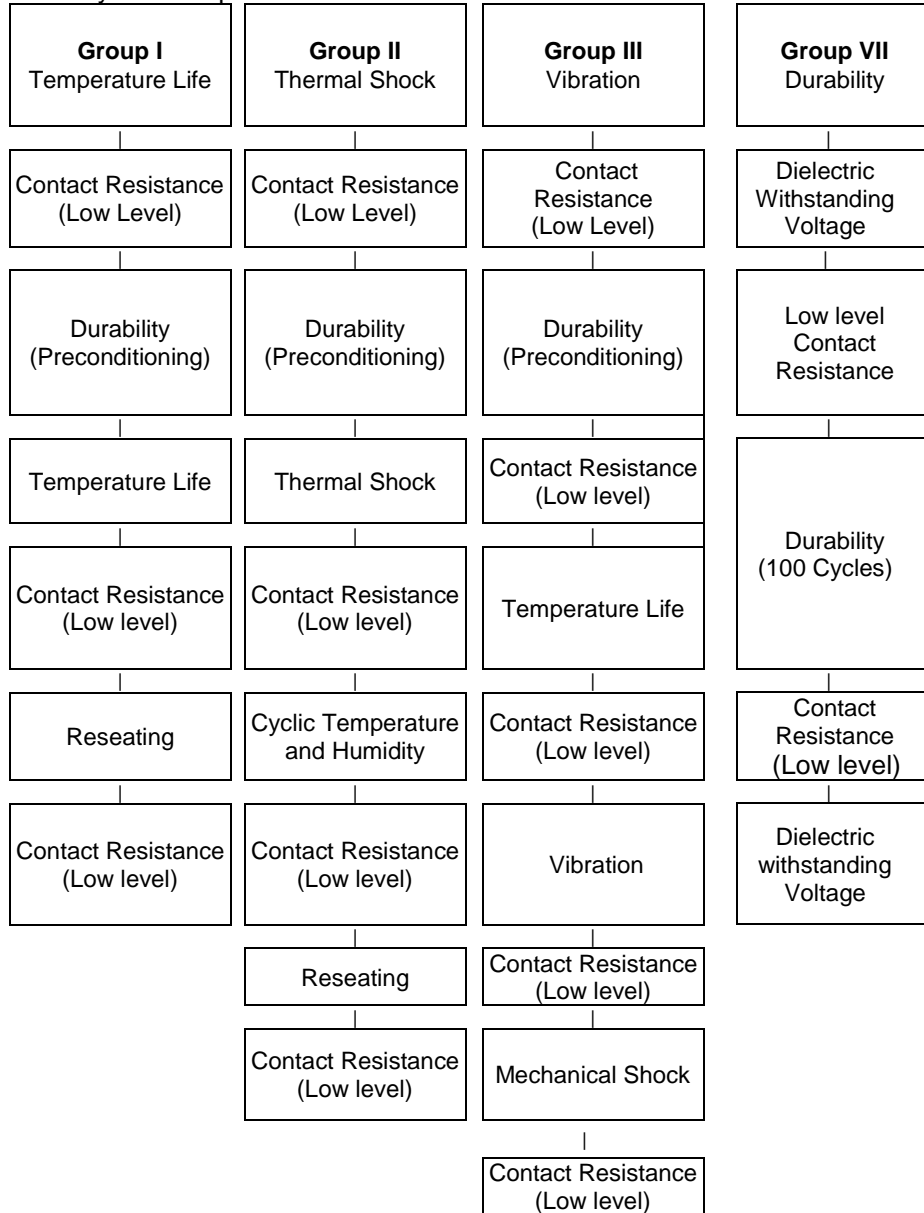 Group I
Temperature Life
Contact Resistance
(Low Level)
Durability
(Preconditioning)
Temperature Life
Contact Resistance
(Low level)
Reseating
Contact Resistance
(Low level)
Group II
Thermal Shock
Contact Resistance
(Low Level)
Durability
(Preconditioning)
Thermal Shock
Contact Resistance
(Low level)
Cyclic Temperature
and Humidity
Contact Resistance
(Low level)
Reseating
Contact Resistance
(Low level)
Group III
Vibration
Contact
Resistance
(Low Level)
Durability
(Preconditioning)
Contact Resistance
(Low level)
Temperature Life
Contact Resistance
(Low level)
Vibration
Contact Resistance
(Low level)
Mechanical Shock
Contact Resistance
(Low level)
Group VII
Durability
Dielectric
Withstanding
Voltage
Low level
Contact
Resistance
Durability
(100 Cycles)
Contact
Resistance
(Low level)
Dielectric
withstanding
Voltage